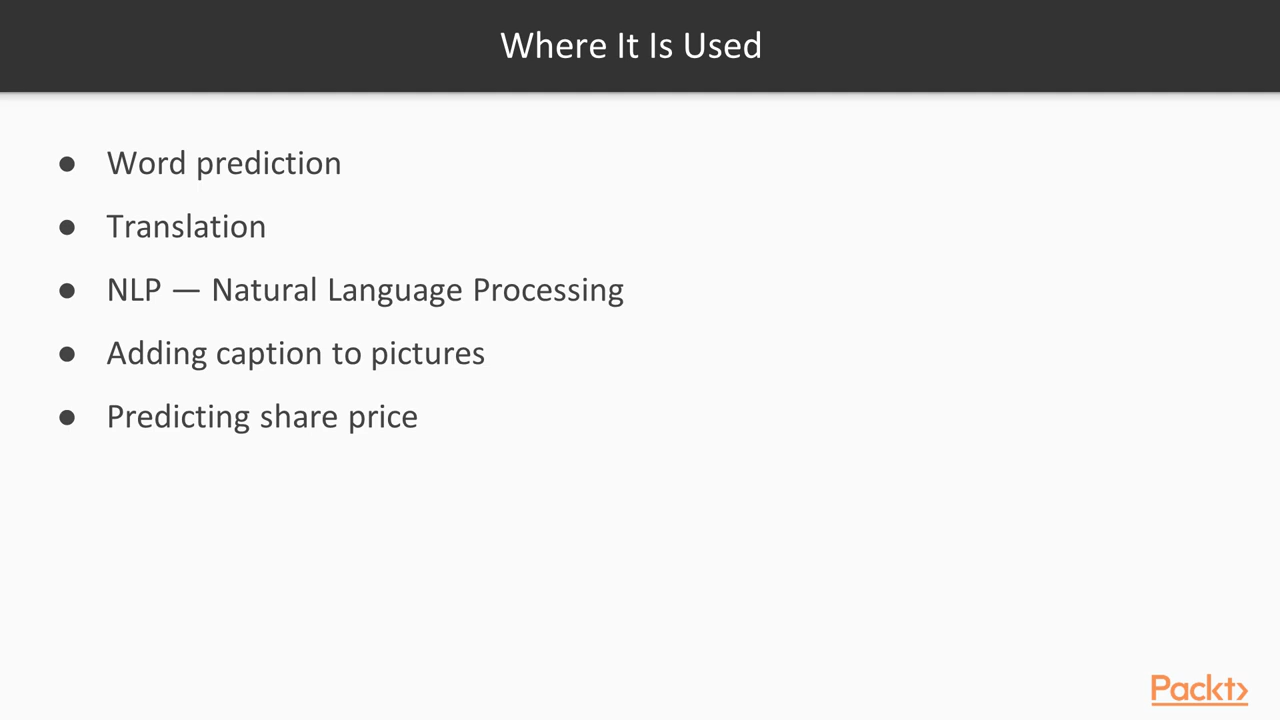 Where It Is Used
● Word prediction
● Translation
● NLP — Natural Language Processing
● Adding caption to pictures
● Predicting share price
Packt>